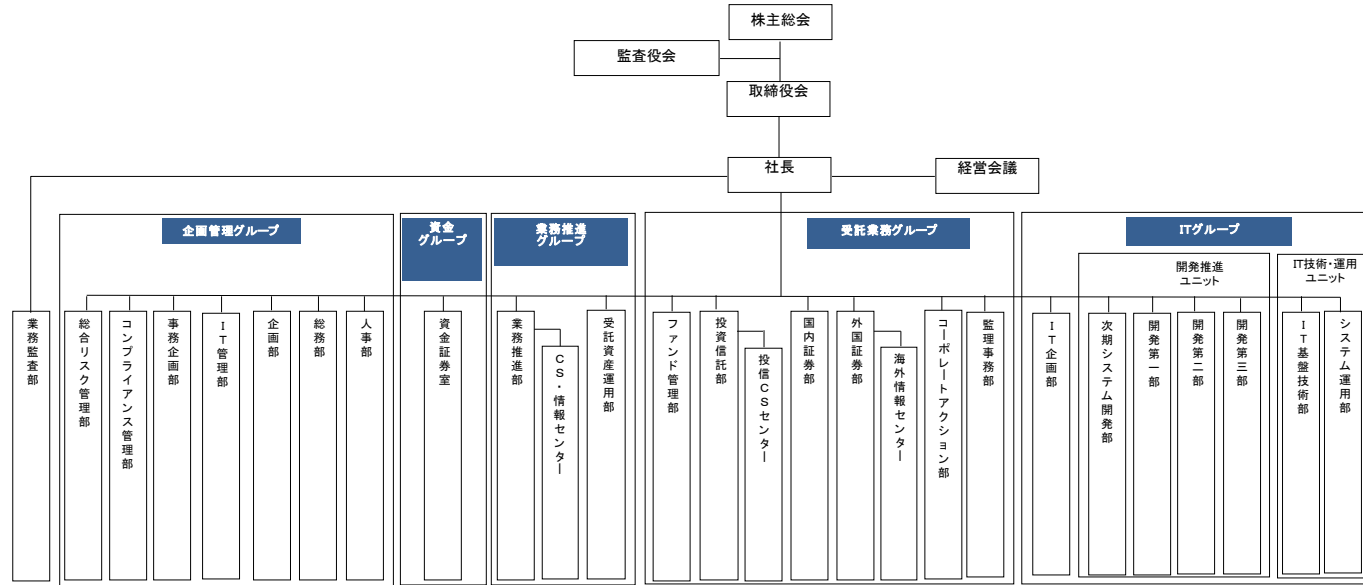 株主総会
監査役会
取締役会
社長
経営会議
企画管理グループ
資金
グループ
業務推進
グループ
受託業務グループ
ITグループ
開発推進
ユニット
IT技術・運用
ユニット
業務監査部
総合リスク管理部
コンプライアンス管理部
事務企画部
IT管理部
企画部
総務部
人事部
資金証券室
業務推進部
CS・情報センター
受託資産運用部
ファンド管理部
投資信託部
投信CSセンター
国内証券部
外国証券部
海外情報センター
コーポレートアクション部
監理事務部
IT企画部
次期システム開発部
開発第一部
開発第二部
開発第三部
IT基盤技術部
システム運用部